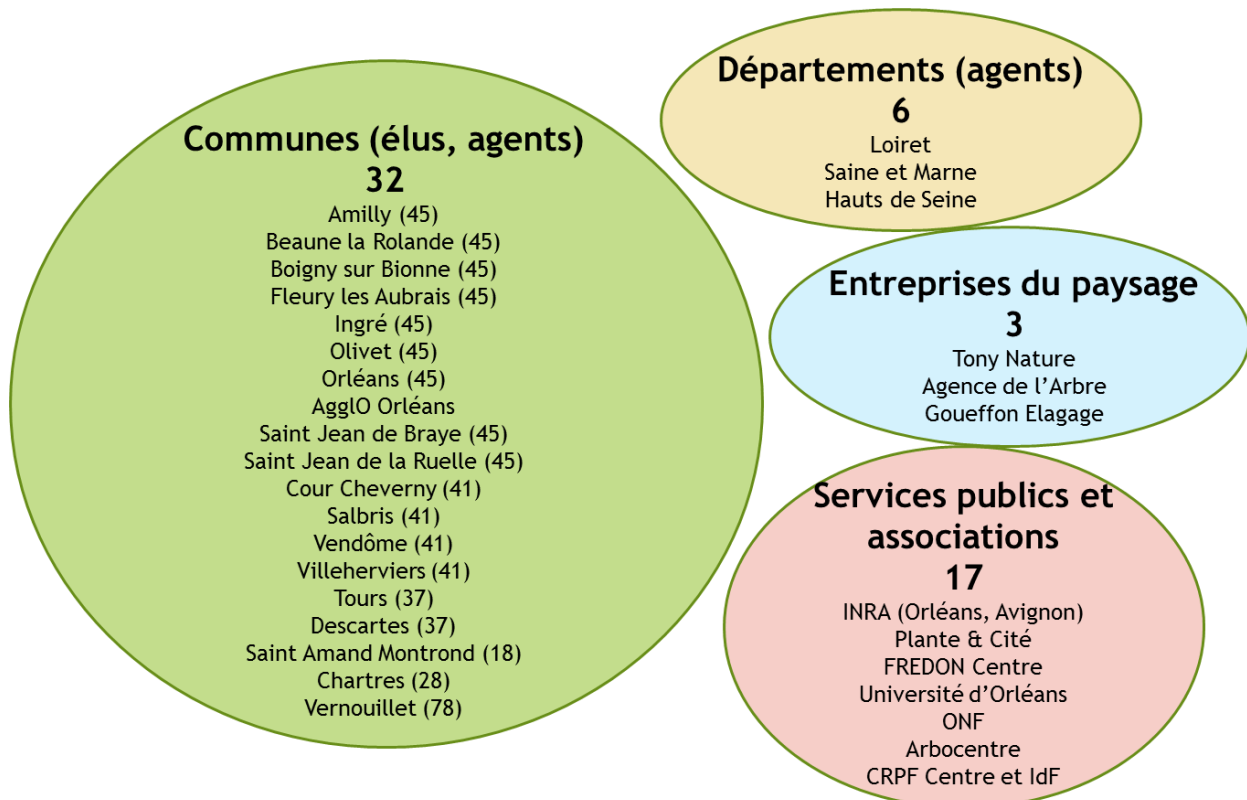 Communes (élus, agents)
32
Amilly (45)
Beaune la Rolande (45)
Boigny sur Bionne (45)
Fleury les Aubrais (45)
Ingré (45)
Olivet (45)
Orléans (45)
AgglO Orléans
Saint Jean de Braye (45)
Saint Jean de la Ruelle (45)
Cour Cheverny (41)
Salbris (41)
Vendôme (41)
Villeherviers (41)
Tours (37)
Descartes (37)
Saint Amand Montrond (18)
Chartres (28)
Vernouillet (78)
Départements (agents)
6
Loiret
Saine et Marne
Hauts de Seine
Entreprises du paysage
3
Tony Nature
Agence de l’Arbre
Goueffon Elagage
Services publics et
associations
17
INRA (Orléans, Avignon)
Plante & Cité
FREDON Centre
Université d’Orléans
ONF
Arbocentre
CRPF Centre et IdF